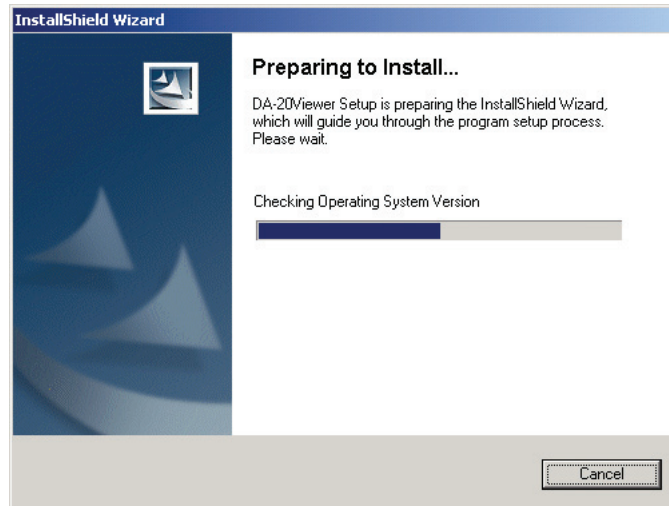 InstallShield Wizard
Preparing to Install...
DA-20Viewer Setup is preparing the InstallShield Wizard,
which will guide you through the program setup process.
Please wait.
Checking Operating System Version
Cancel